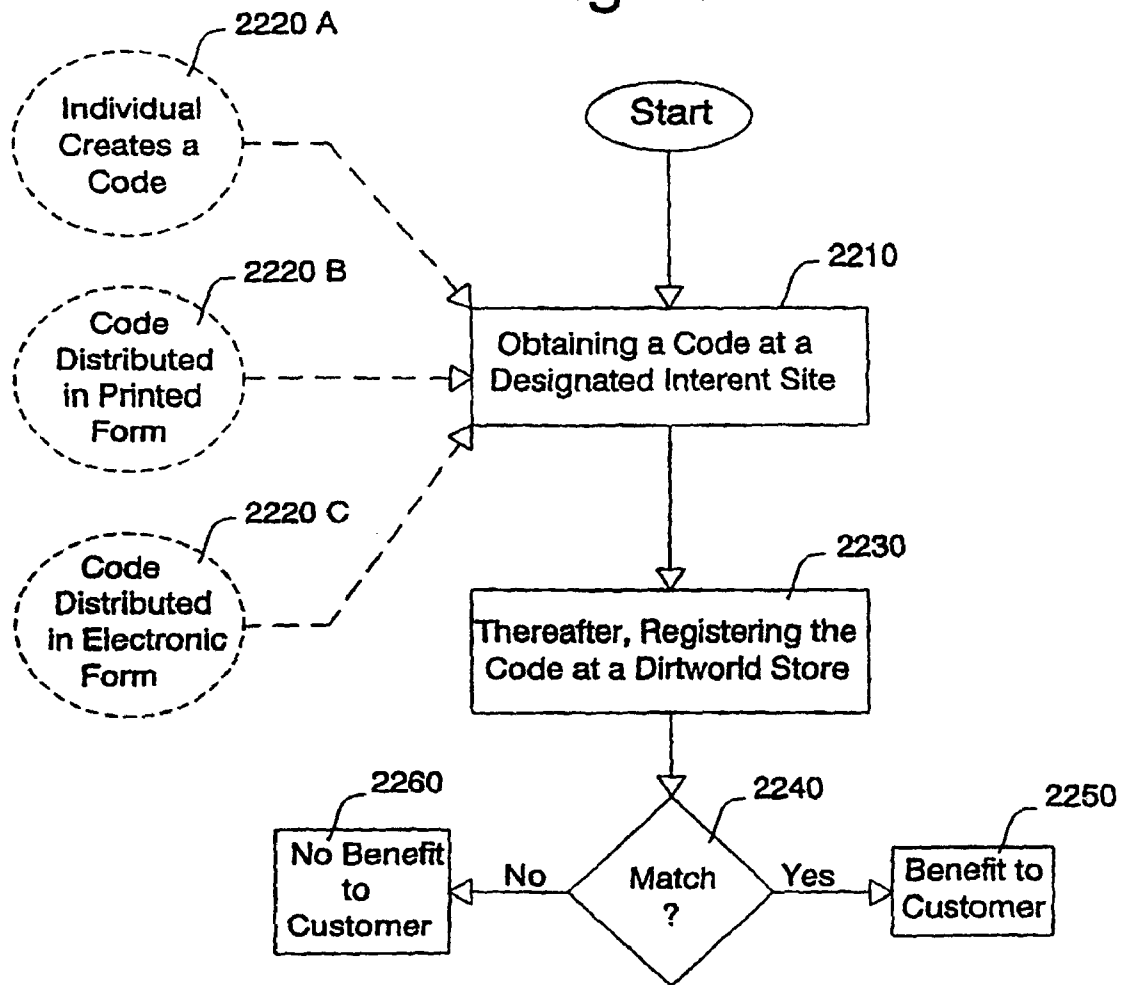 2220 A
Individual
Creates a
Code
Start
2220 B
Code
Distributed
in Printed
Form
2210
Obtaining a Code at a
Designated Interent Site
2220 C
Code
Distributed
in Electronic
Form
2230
Thereafter, Registering the
Code at a Dirtworld Store
2260
No Benefit
to
Customer
No
2240
Match
?
Yes
2250
Benefit to
Customer